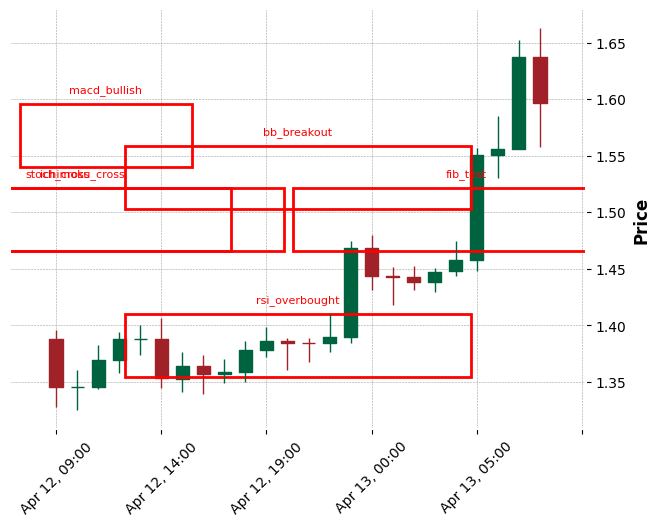 macd_bullish
bb_breakout
fib_test
rsi_overbought
1.65
1.60
1.55
1.50
1.45
1.40
1.35
Price
Apr 12, 09:00
Apr 12, 14:00
Apr 12, 19:00
Apr 13, 00:00
Apr 13, 05:00